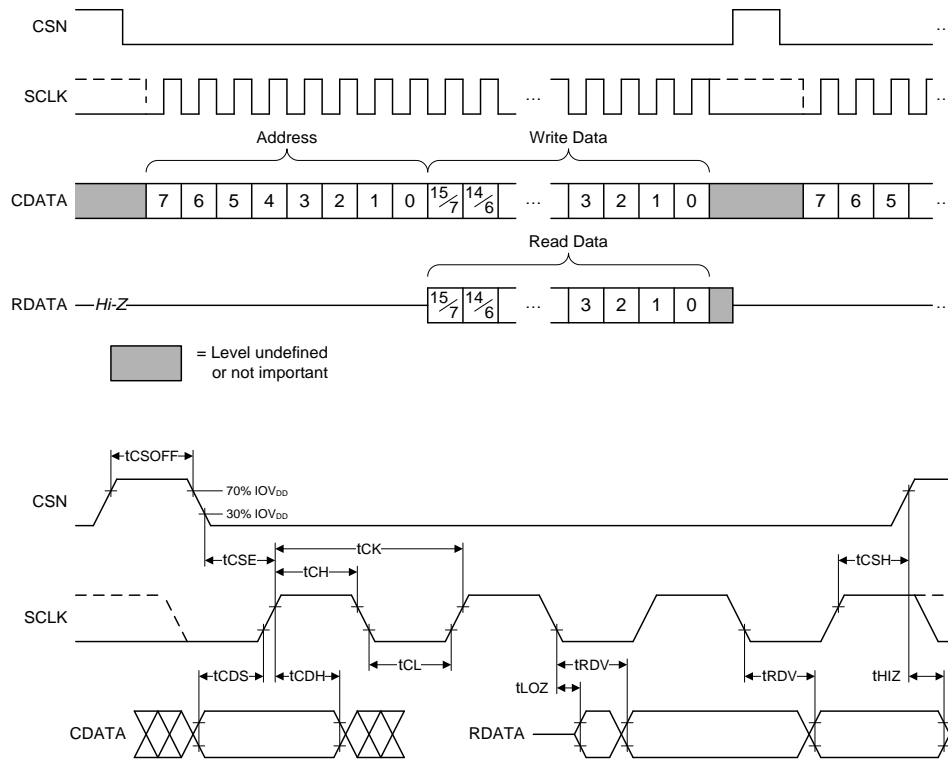 CSN
...
SCLK
...
...
Address
Write Data
CDATA
7 6 5 4 3 2 1 0 15/7 14/6 ... 3 2 1 0 7 6 5 ...
Read Data
RDATA
Hi-Z
15/7 14/6 ... 3 2 1 0 ...
= Level undefined
or not important
tCSOFF
CSN
70% IOVDD
30% IOVDD
tCSE
tCK
tCH
tCSH
SCLK
tCL
tRDV
tCDS
tCDH
tLOZ
tRDV
tHIZ
CDATA
RDATA